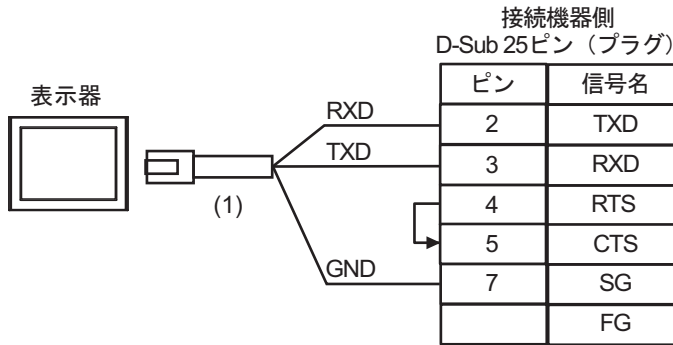 接続機器側
D-Sub 25ピン（プラグ）
表示器
ピン 信号名
RXD
2 TXD
TXD
3 RXD
(1)
4 RTS
5 CTS
GND
7 SG
FG